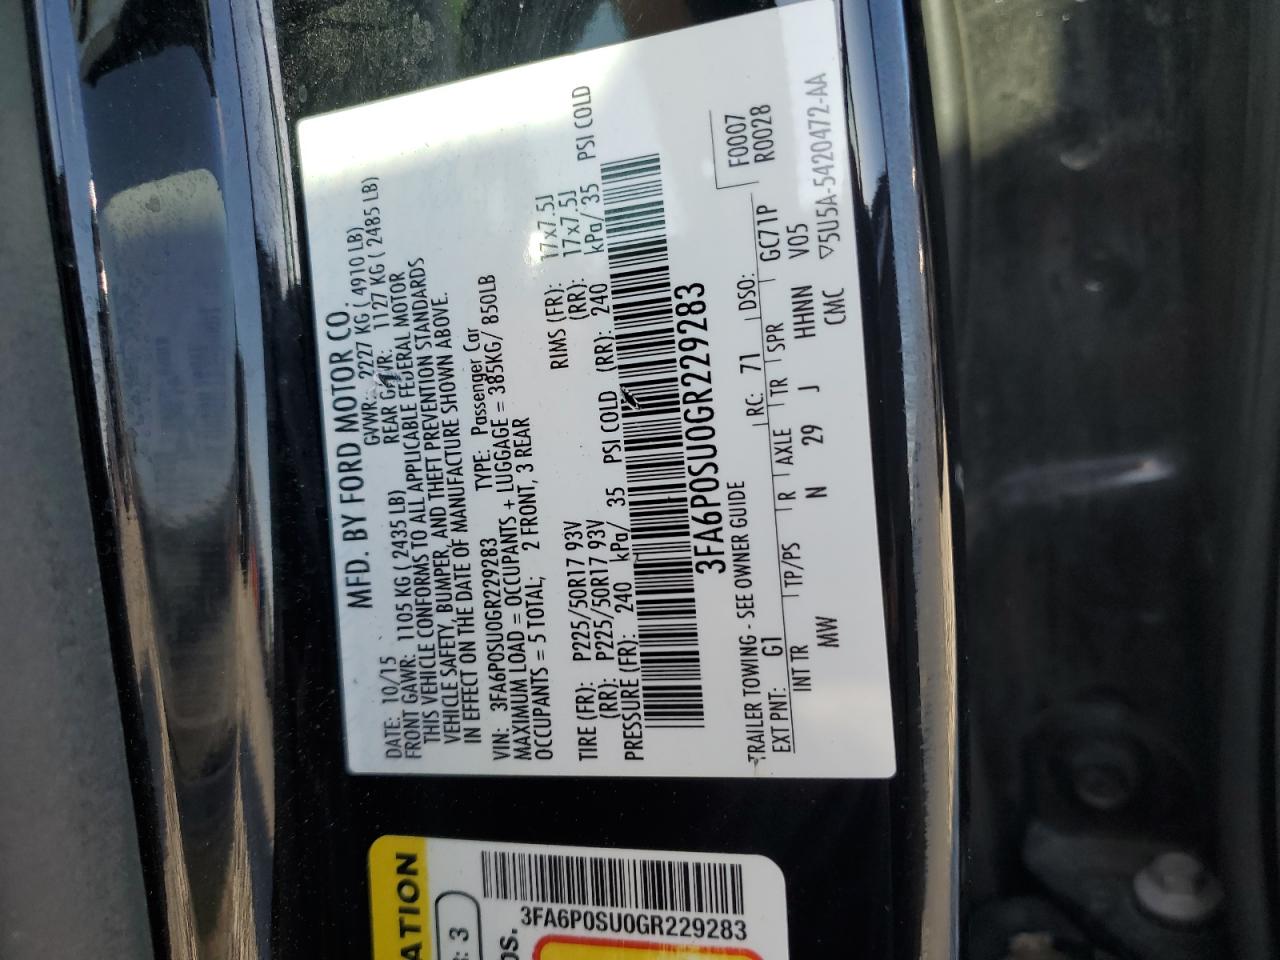 MFD. BY FORD MOTOR CO.
DATE: 10/15 GVWR: 2227 KG ( 4910 LB)
FRONT GAWR: 1105 KG ( 2435 LB) REAR GAWR: 1127 KG ( 2485 LB)
THIS VEHICLE CONFORMS TO ALL APPLICABLE FEDERAL MOTOR
VEHICLE SAFETY, BUMPER, AND THEFT PREVENTION STANDARDS
IN EFFECT ON THE DATE OF MANUFACTURE SHOWN ABOVE.
VIN: 3FA6P0SU0GR229283 TYPE: Passenger Car
MAXIMUM LOAD = OCCUPANTS + LUGGAGE = 385KG/ 850LB
OCCUPANTS = 5 TOTAL; 2 FRONT, 3 REAR
TIRE (FR): P225/50R17 93V RIMS (FR): 17x7.5J
(RR): P225/50R17 93V (RR): 17x7.5J
PRESSURE (FR): 240 kPa/ 35 PSI COLD (RR): 240 kPa/ 35 PSI COLD
3FA6P0SU0GR229283
TRAILER TOWING - SEE OWNER GUIDE
F0007
EXT PNT: G1 RC: 71 DSO: R0028
INT TR TP/PS R AXLE TR SPR GC71P
MW N 29 J HHNN V05
CMC ▽5U5A-5420472-AA
ATION
: 3
OS.
3FA6P0SU0GR229283